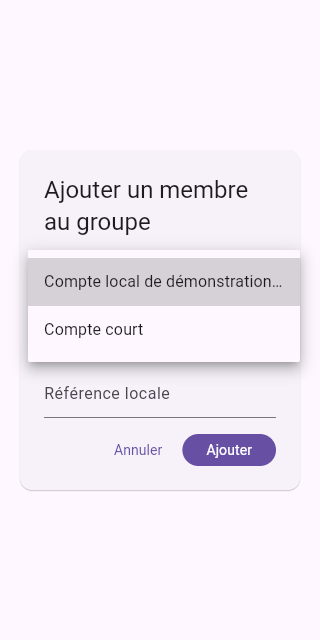 Ajouter un membre
au groupe
Compte local de démonstration…
Compte court
Référence locale
Annuler
Ajouter